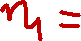 η₁ =